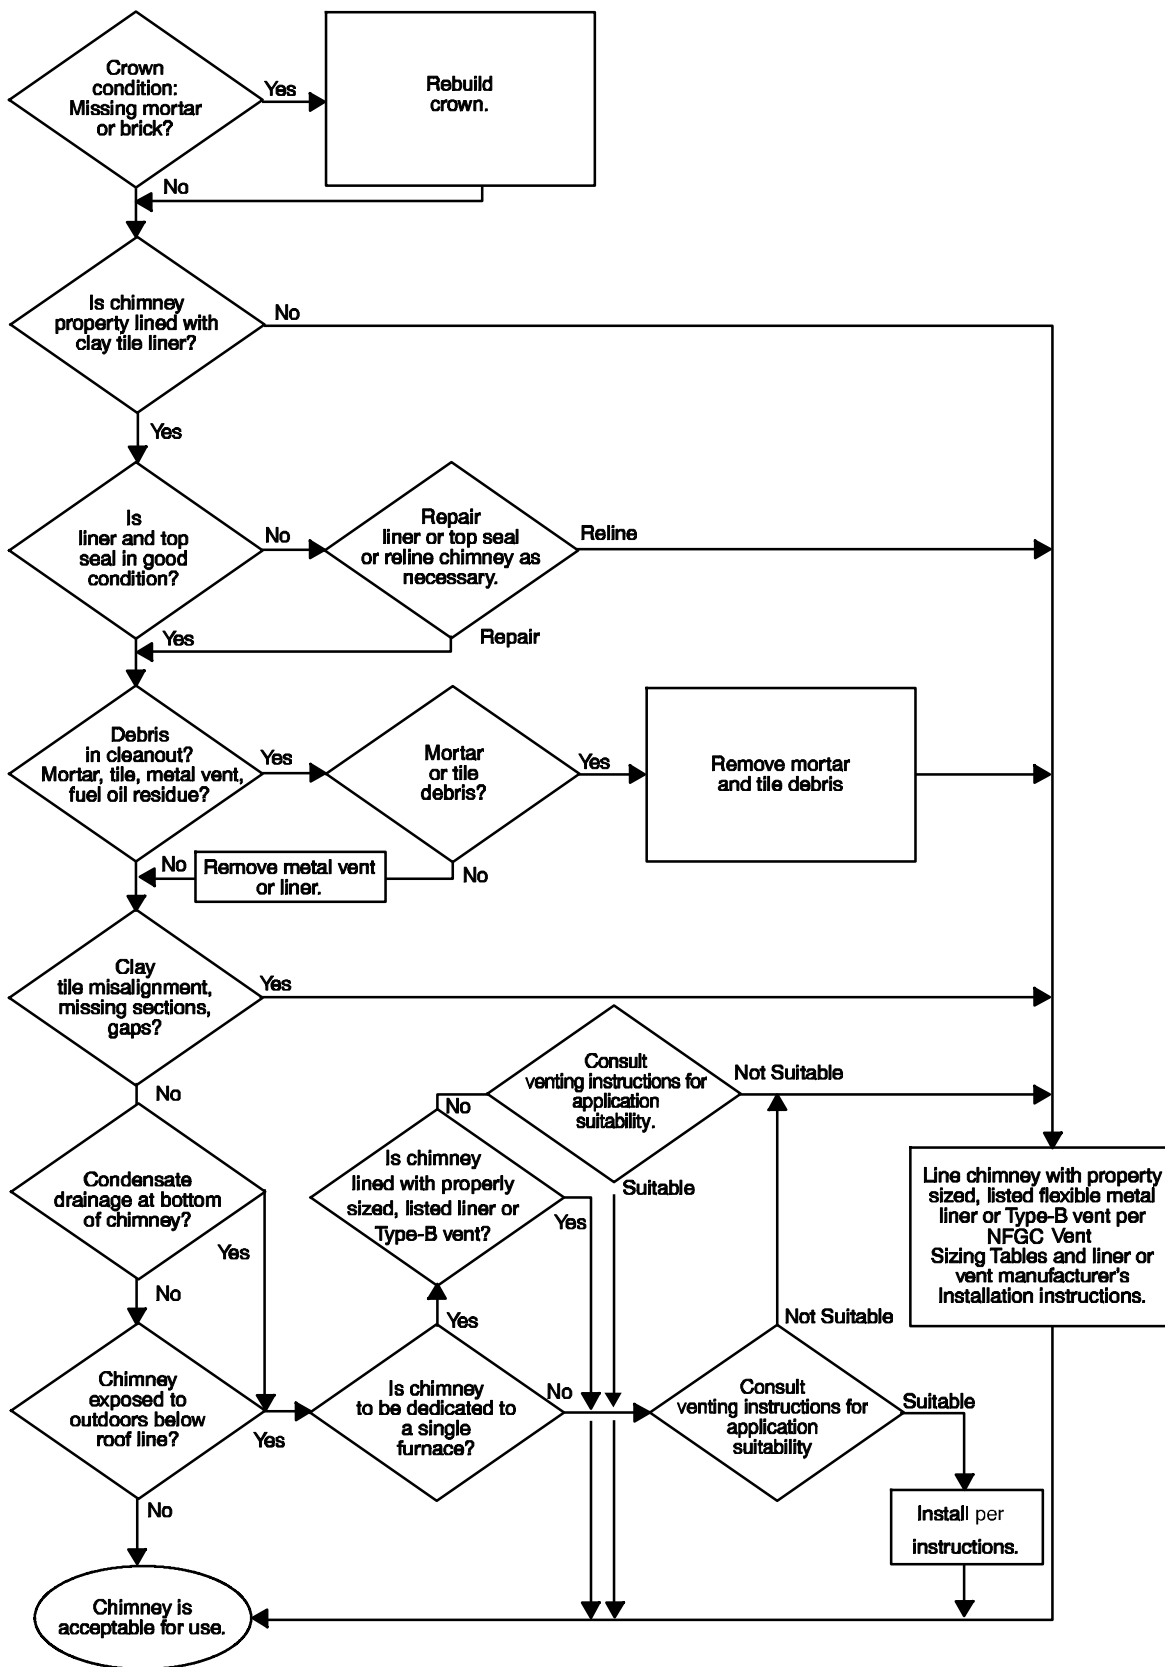 Crown
condition:
Missing mortar
or brick?
Yes
Rebuild
crown.
No
Is chimney
property lined with
clay tile liner?
No
Yes
Is
liner and top
seal in good
condition?
No
Repair
liner or top seal
or reline chimney as
necessary.
Reline
Yes
Repair
Debris
in cleanout?
Mortar, tile, metal vent,
fuel oil residue?
Yes
Mortar
or tile
debris?
Yes
Remove mortar
and tile debris
No
Remove metal vent
or liner.
No
Clay
tile misalignment,
missing sections,
gaps?
Yes
No
Consult
venting instructions for
application
suitability.
Not Suitable
Suitable
No
Is chimney
lined with properly
sized, listed liner or
Type-B vent?
Yes
Condensate
drainage at bottom
of chimney?
Yes
No
Line chimney with property
sized, listed flexible metal
liner or Type-B vent per
NFGC Vent
Sizing Tables and liner or
vent manufacturer's
Installation instructions.
Chimney
exposed to
outdoors below
roof line?
Yes
Yes
Is chimney
to be dedicated to
a single
furnace?
No
Not Suitable
Consult
venting instructions for
application
suitability
Suitable
Install per
instructions.
No
Chimney is
acceptable for use.